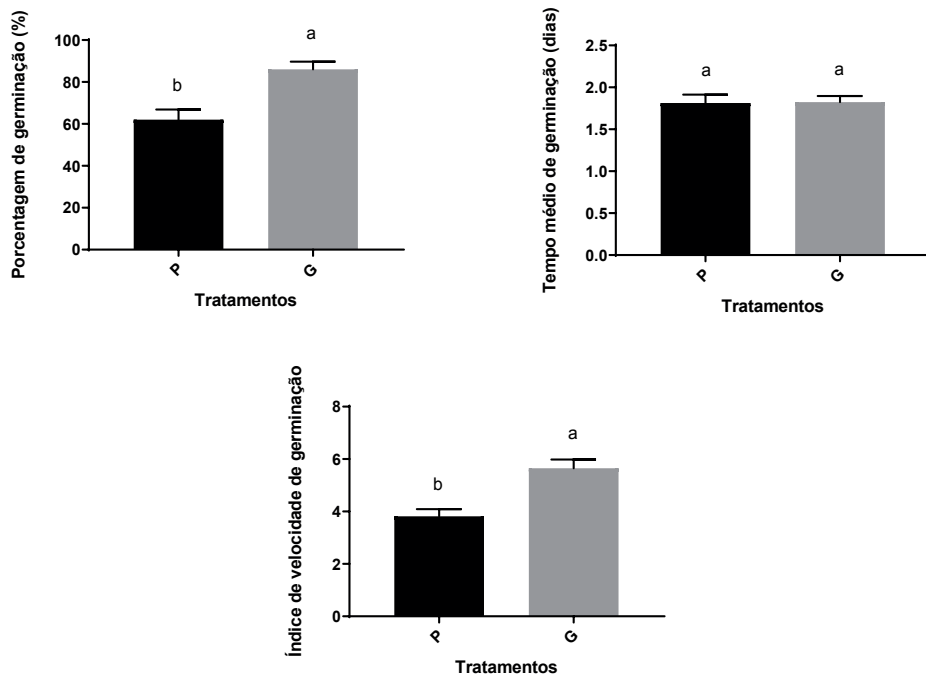 Porcentagem de germinação (%)
100
80
60
40
20
0
b
a
P
G
Tratamentos
Tempo médio de germinação (dias)
2.5
2.0
1.5
1.0
0.5
0.0
a
a
P
G
Tratamentos
Índice de velocidade de germinação
8
6
4
2
0
b
a
P
G
Tratamentos